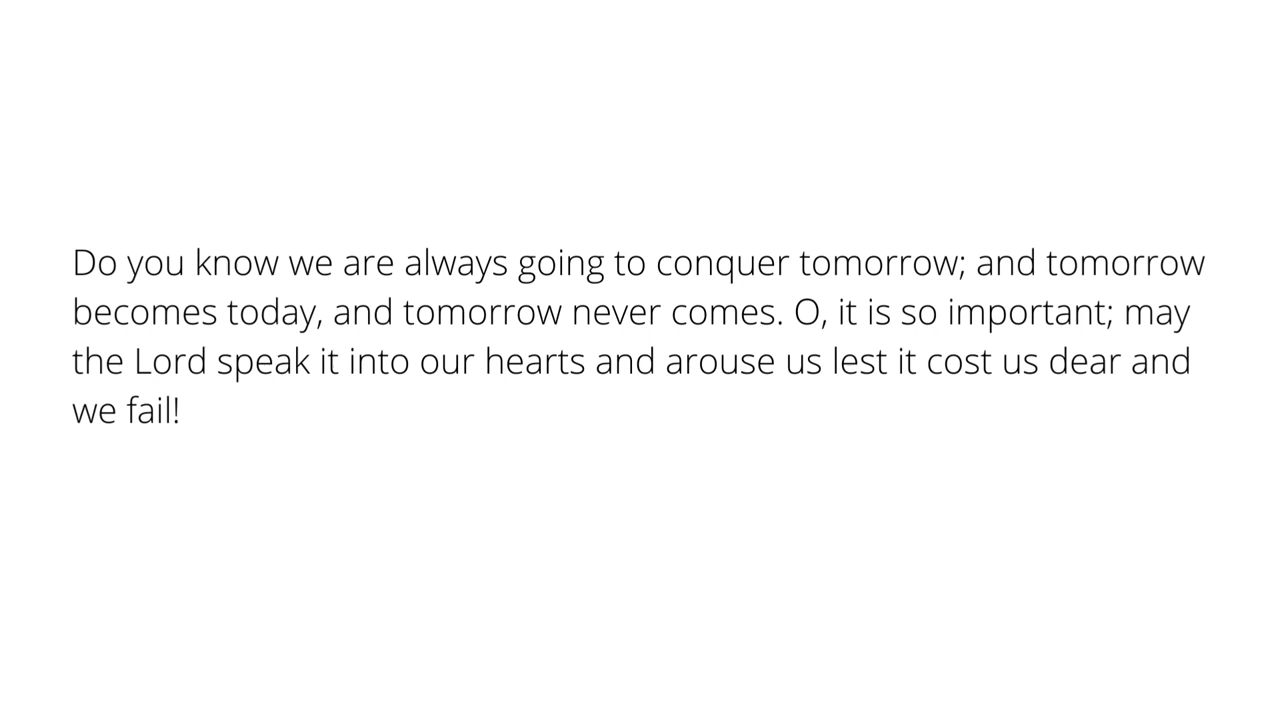 Do you know we are always going to conquer tomorrow; and tomorrow
becomes today, and tomorrow never comes. O, it is so important; may
the Lord speak it into our hearts and arouse us lest it cost us dear and
we fail!